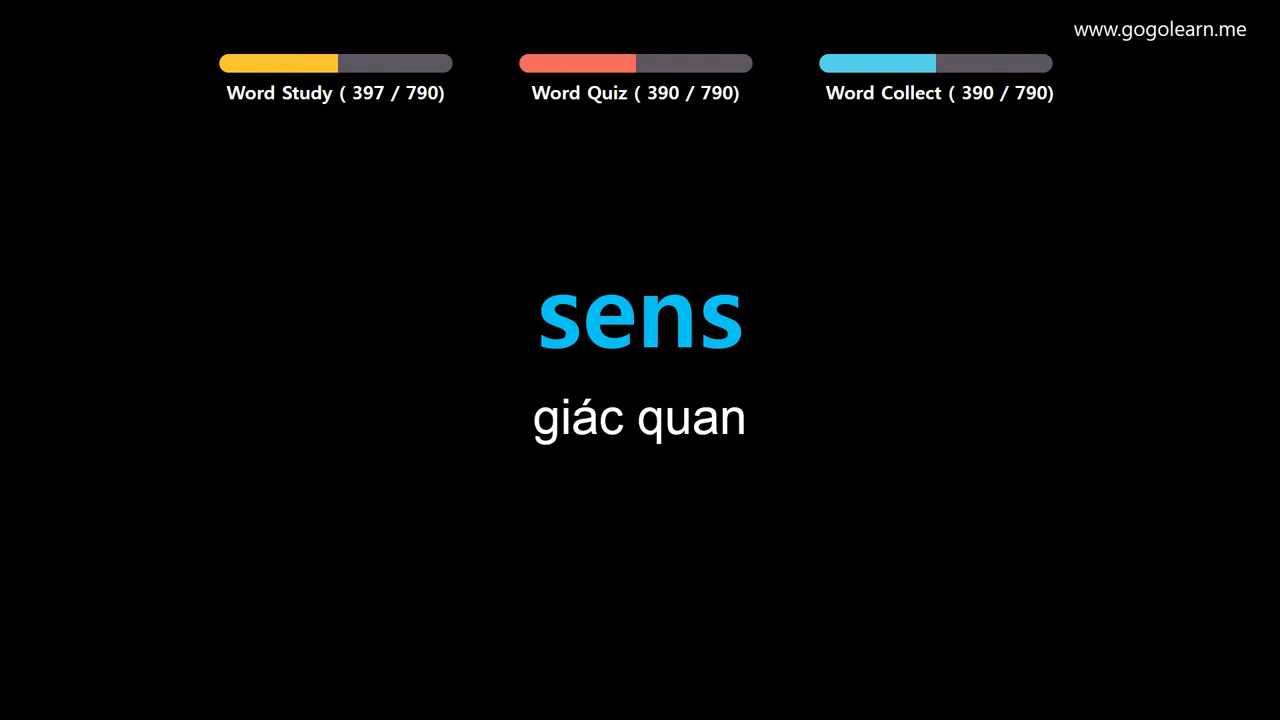 www.gogolearn.me
Word Study ( 397 / 790)
Word Quiz ( 390 / 790)
Word Collect ( 390 / 790)
sens
giác quan